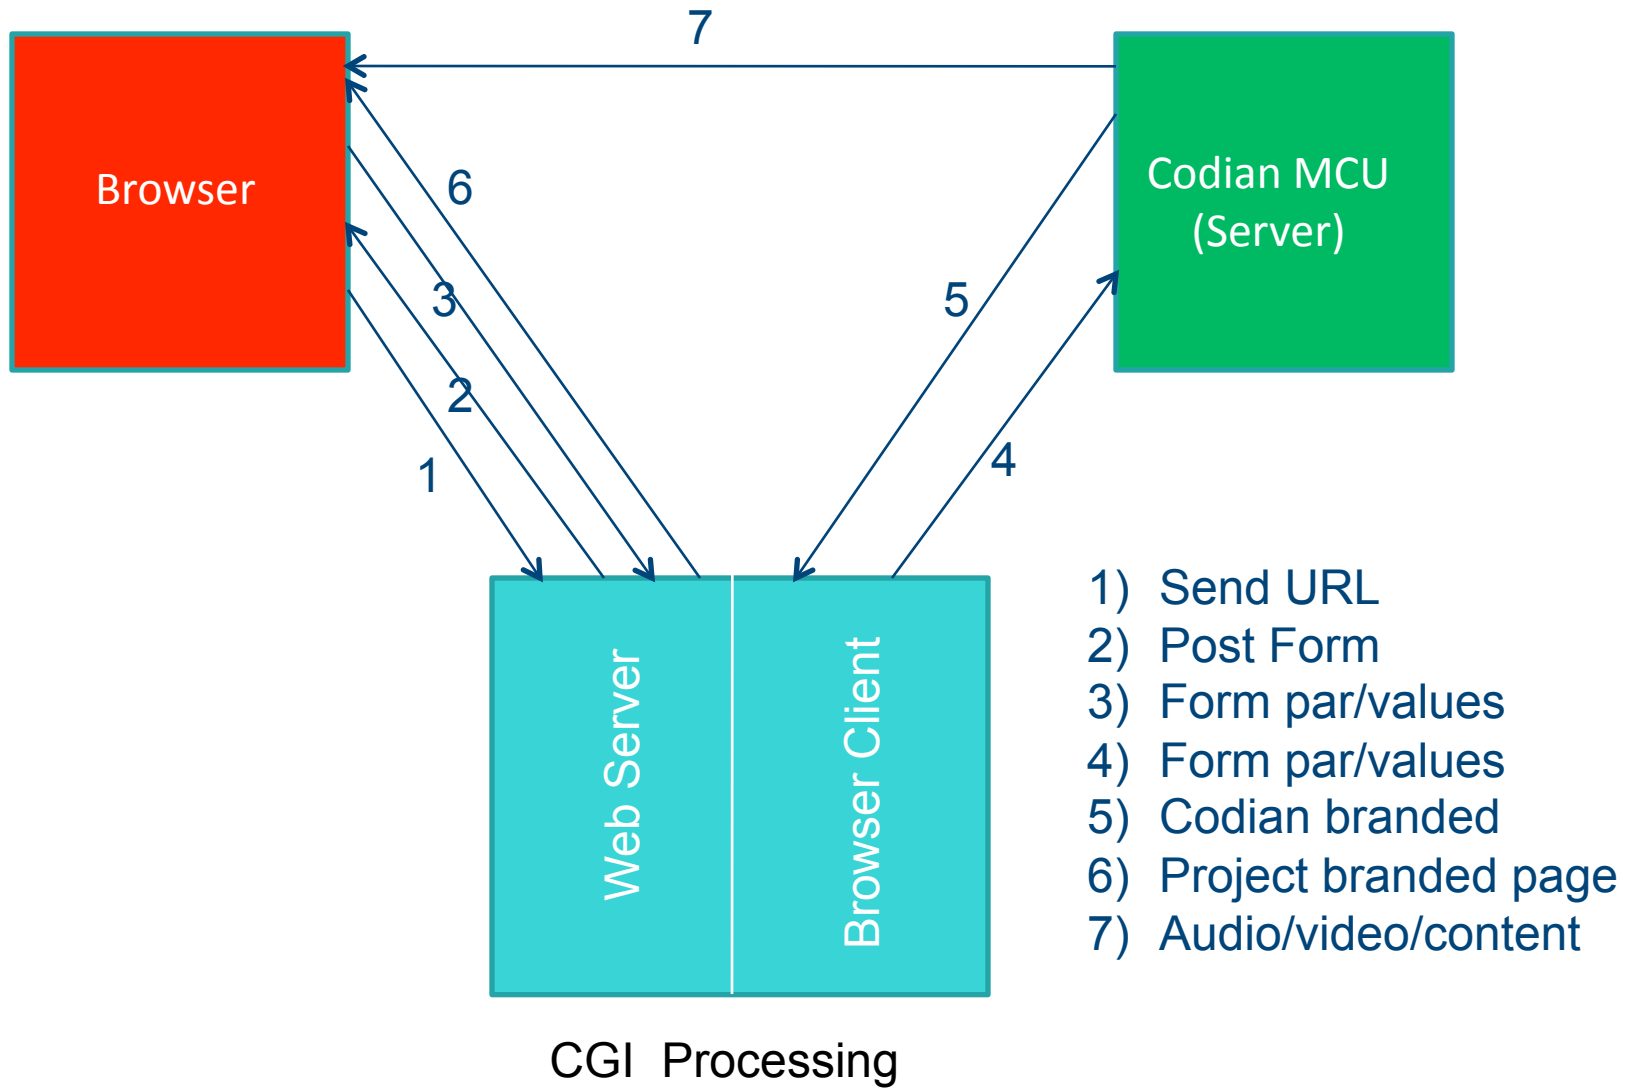 7
Browser
Codian MCU
(Server)
6
3
5
2
1
4
Web Server
Browser Client
1) Send URL
2) Post Form
3) Form par/values
4) Form par/values
5) Codian branded
6) Project branded page
7) Audio/video/content
CGI Processing